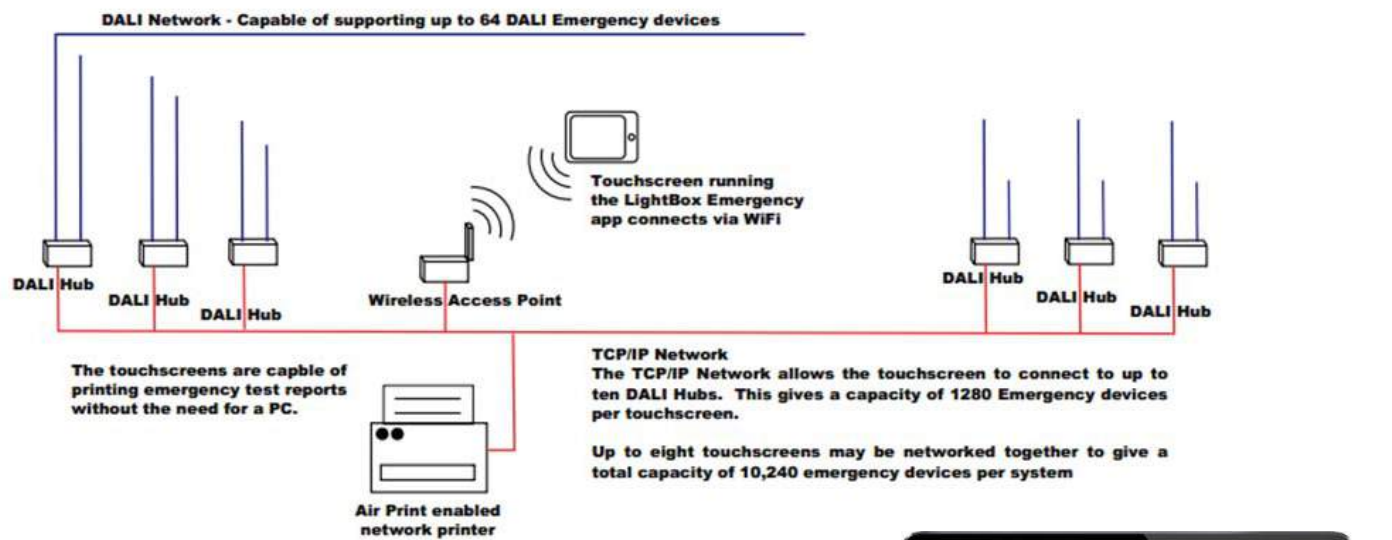 DALI Network - Capable of supporting up to 64 DALI Emergency devices
Touchscreen running
the LightBox Emergency
app connects via WiFi
DALI Hub
DALI Hub
DALI Hub
Wireless Access Point
DALI Hub
DALI Hub
DALI Hub
The touchscreens are capble of
printing emergency test reports
without the need for a PC.
TCP/IP Network
The TCP/IP Network allows the touchscreen to connect to up to
ten DALI Hubs. This gives a capacity of 1280 Emergency devices
per touchscreen.
Up to eight touchscreens may be networked together to give a
total capacity of 10,240 emergency devices per system
Air Print enabled
network printer